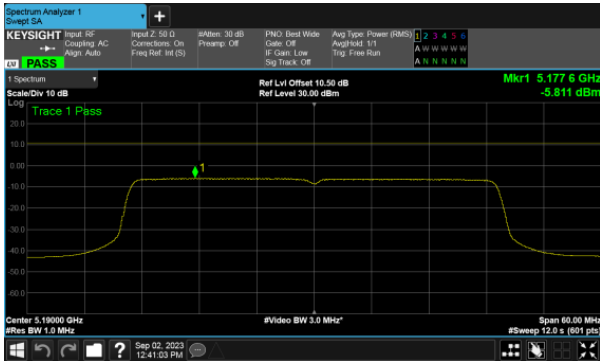 Spectrum Analyzer 1
Swept SA
+
KEYSIGHT Input: RF Input Z: 50 Ω #Atten: 30 dB PNO: Best Wide Avg Type: Power (RMS) 1 2 3 4 5 6
Coupling: AC Corrections: On Preamp: Off Gate: Off Avg|Hold: 1/1 A W W W W W
Align: Auto Freq Ref: Int (S) IF Gain: Low Trig: Free Run
LXI PASS Sig Track: Off A N N N N N
1 Spectrum Ref Lvl Offset 10.50 dB Mkr1 5.177 6 GHz
Scale/Div 10 dB Ref Level 30.00 dBm -5.811 dBm
Log
Trace 1 Pass
20.0
10.0
0.00
1
-10.0
-20.0
-30.0
-40.0
-50.0
-60.0
Center 5.19000 GHz #Video BW 3.0 MHz* Span 60.00 MHz
#Res BW 1.0 MHz #Sweep 12.0 s (601 pts)
? Sep 02, 2023
12:41:03 PM